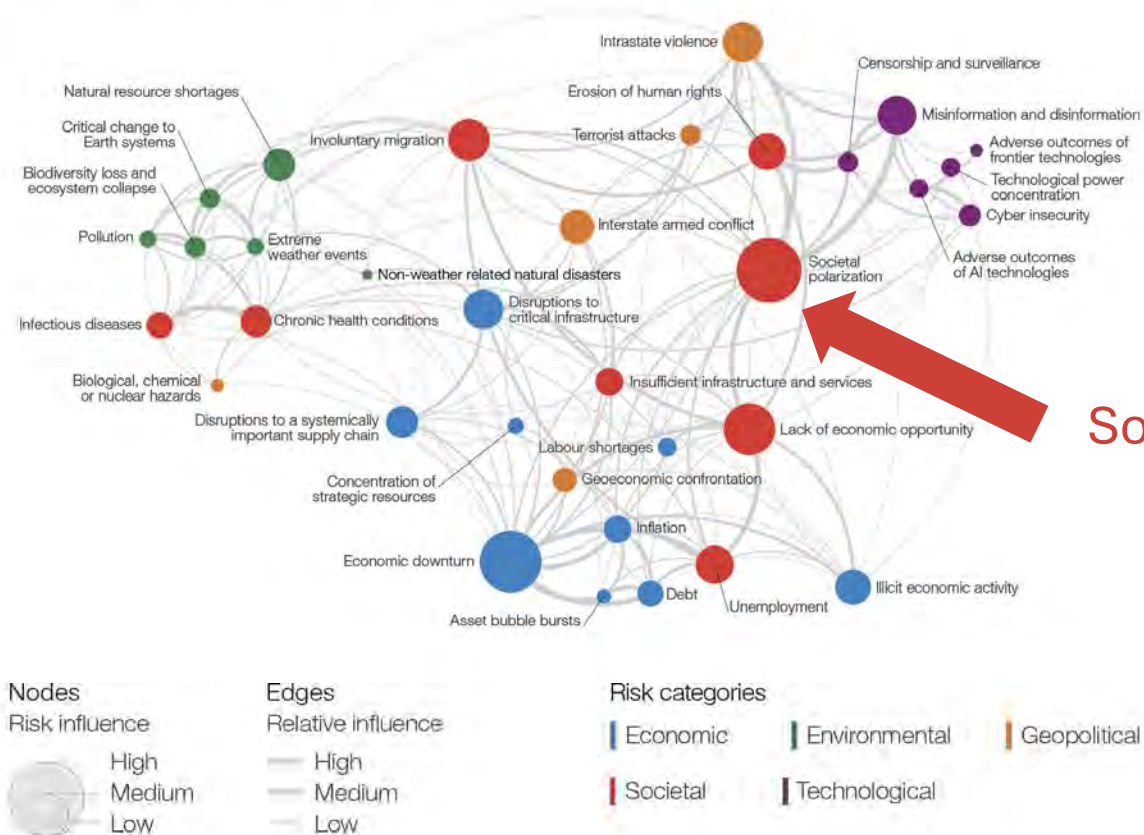 Intrastate violence
Censorship and surveillance
Natural resource shortages
Erosion of human rights
Misinformation and disinformation
Critical change to
Earth systems
Involuntary migration
Terrorist attacks
Adverse outcomes of
frontier technologies
Biodiversity loss and
ecosystem collapse
Technological power
concentration
Cyber insecurity
Pollution
Extreme
weather events
Interstate armed conflict
Adverse outcomes
of AI technologies
Societal
polarization
Non-weather related natural disasters
Disruptions to
critical infrastructure
Infectious diseases
Chronic health conditions
Biological, chemical
or nuclear hazards
Insufficient infrastructure and services
Disruptions to a systemically
important supply chain
Lack of economic opportunity
So
Labour shortages
Concentration of
strategic resources
Geoeconomic confrontation
Inflation
Economic downturn
Illicit economic activity
Debt
Unemployment
Asset bubble bursts
Nodes
Risk influence
High
Medium
Low
Edges
Relative influence
High
Medium
Low
Risk categories
Economic
Environmental
Geopolitical
Societal
Technological